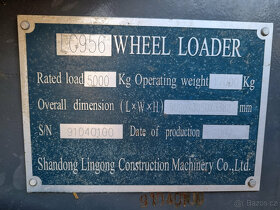 LG956 WHEEL LOADER
Rated load 5000 Kg Operating weight Kg
Overall dimension (L×W×H) mm
S/N 91040100 Date of production
Shandong Lingong Construction Machinery Co., Ltd.